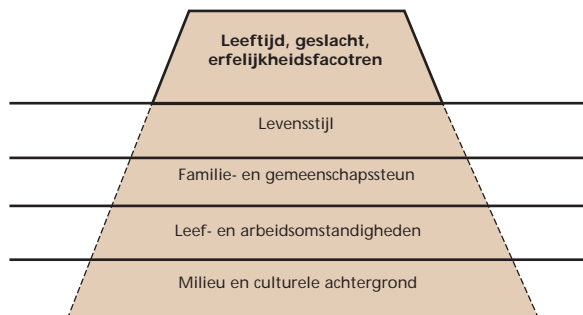 Leeftijd, geslacht,
erfelijkheidsfacotren
Levensstijl
Familie- en gemeenschapssteun
Leef- en arbeidsomstandigheden
Milieu en culturele achtergrond